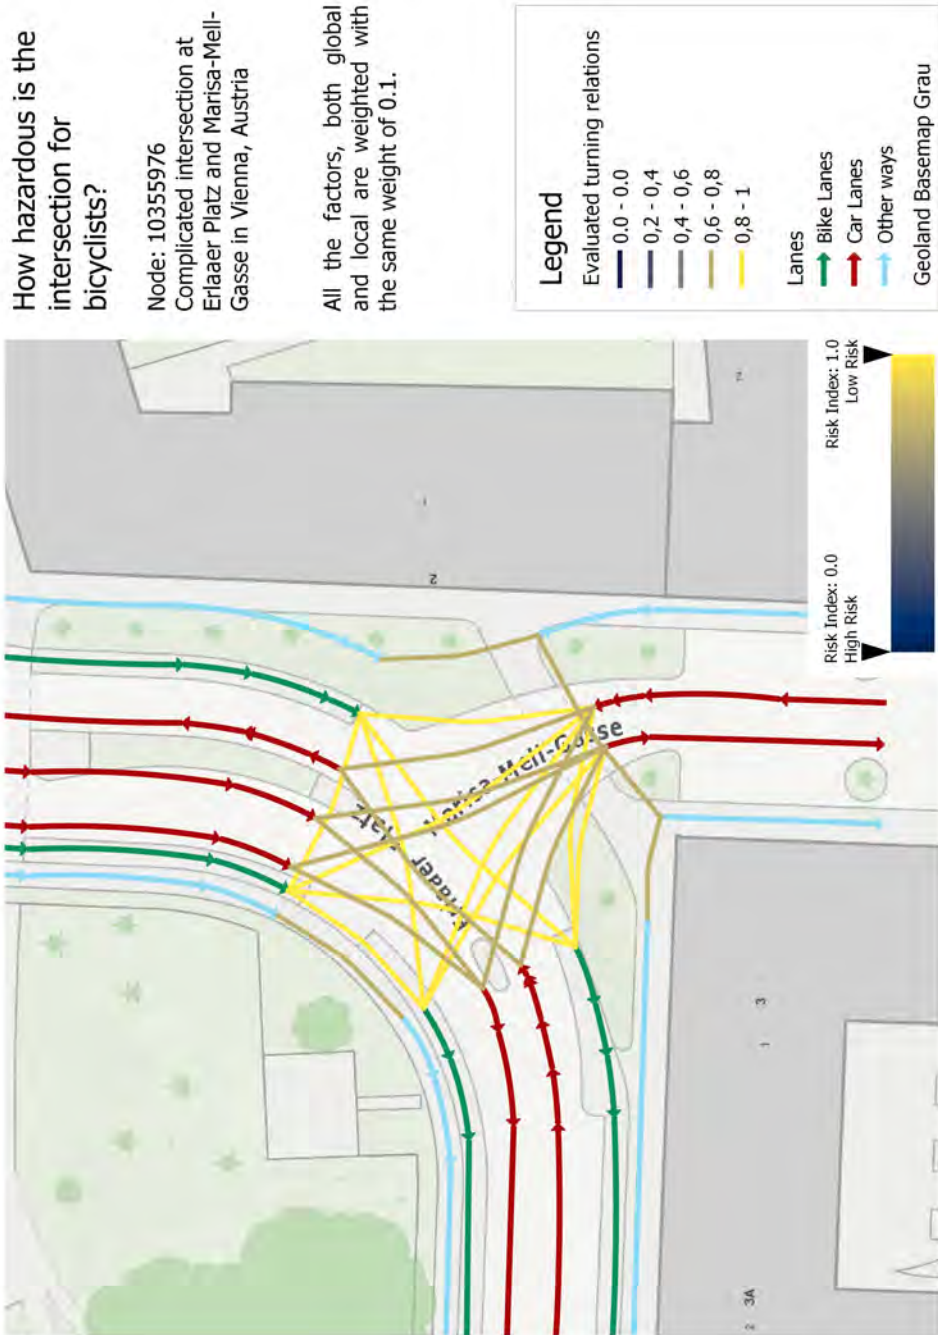 How hazardous is the
intersection for
bicyclists?
Node: 10355976
Complicated intersection at
Erlaaer Platz and Marisa-Mell-
Gasse in Vienna, Austria
All the factors, both global
and local are weighted with
the same weight of 0.1.
Legend
Evaluated turning relations
0.0 - 0.0
0,2 - 0,4
0,4 - 0,6
0,6 - 0,8
0,8 - 1
Lanes
Bike Lanes
Car Lanes
Other ways
Geoland Basemap Grau
Risk Index: 0.0
High Risk
Risk Index: 1.0
Low Risk
Erlaaer Platz
Marisa-Mell-Gasse
1
2
3
1
3A
2